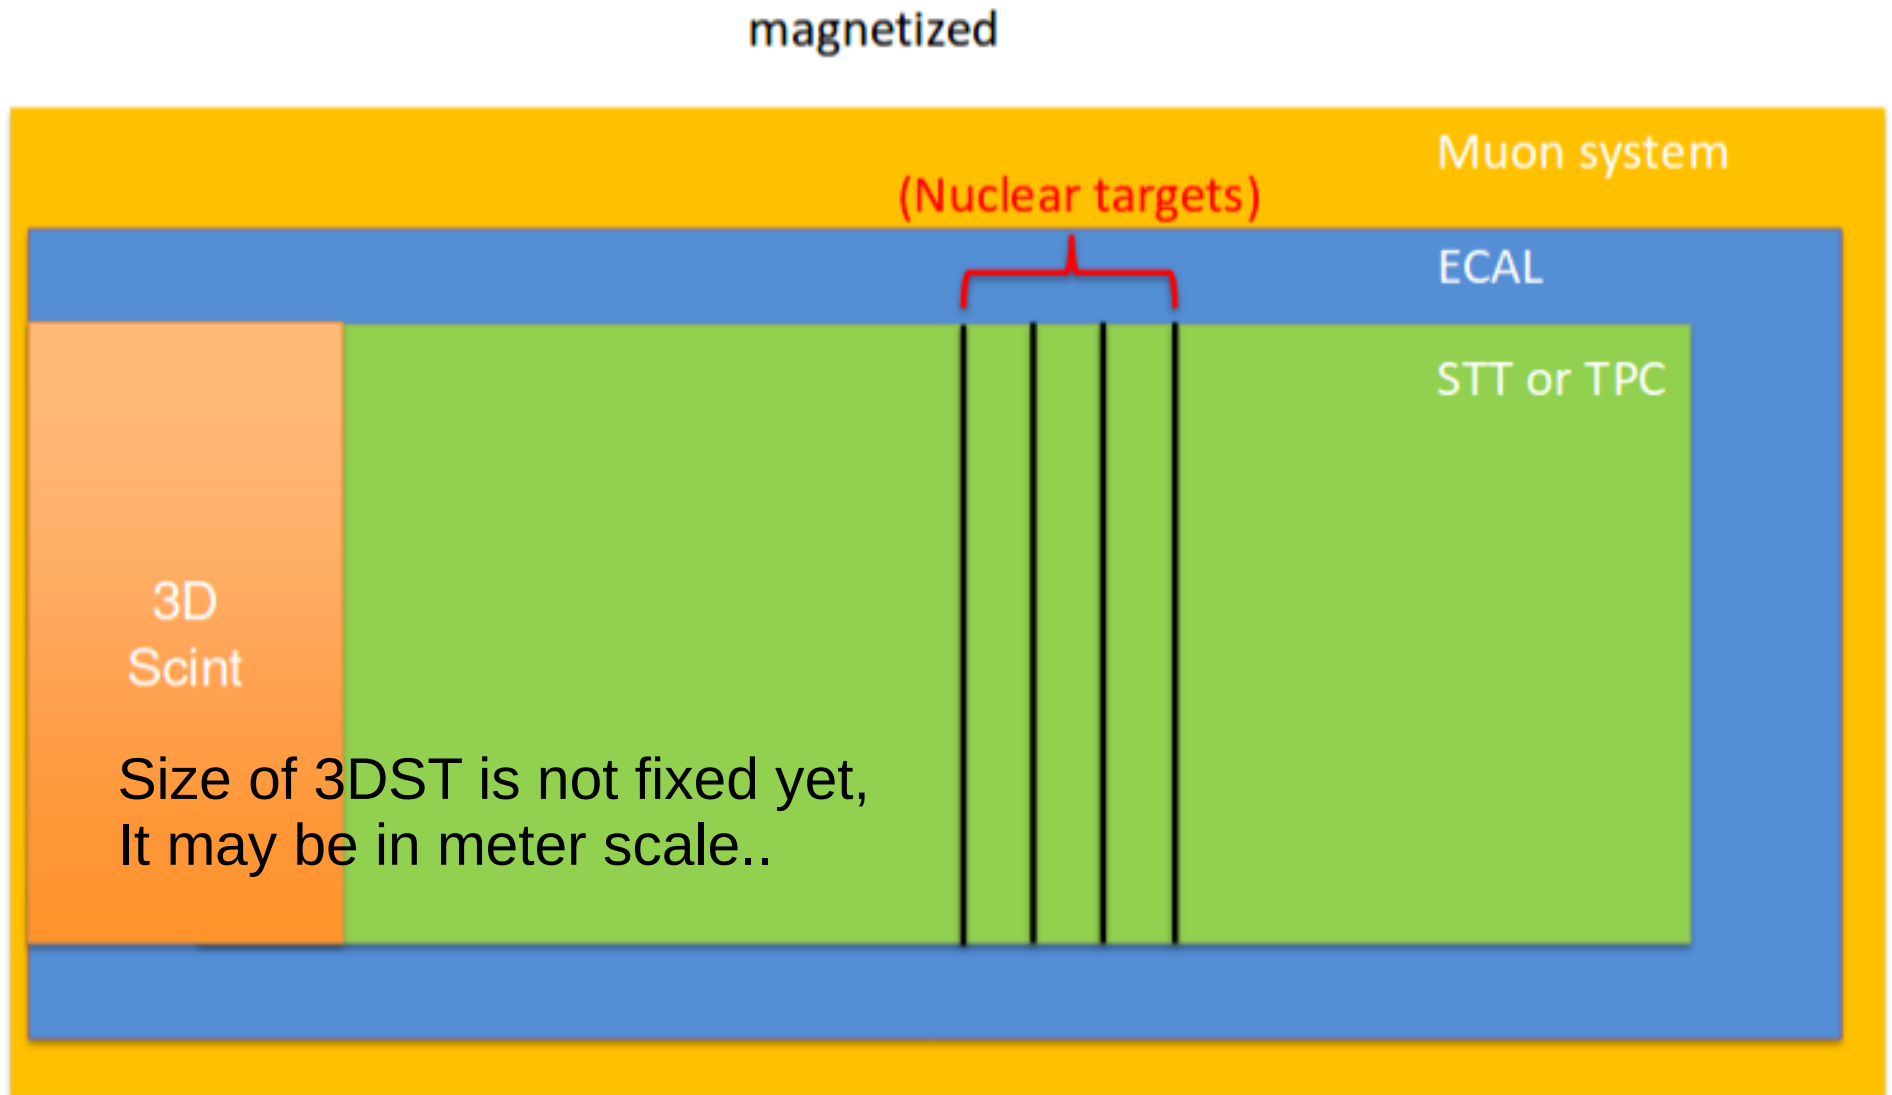 magnetized
Muon system
(Nuclear targets)
ECAL
STT or TPC
3D
Scint
Size of 3DST is not fixed yet,
It may be in meter scale..